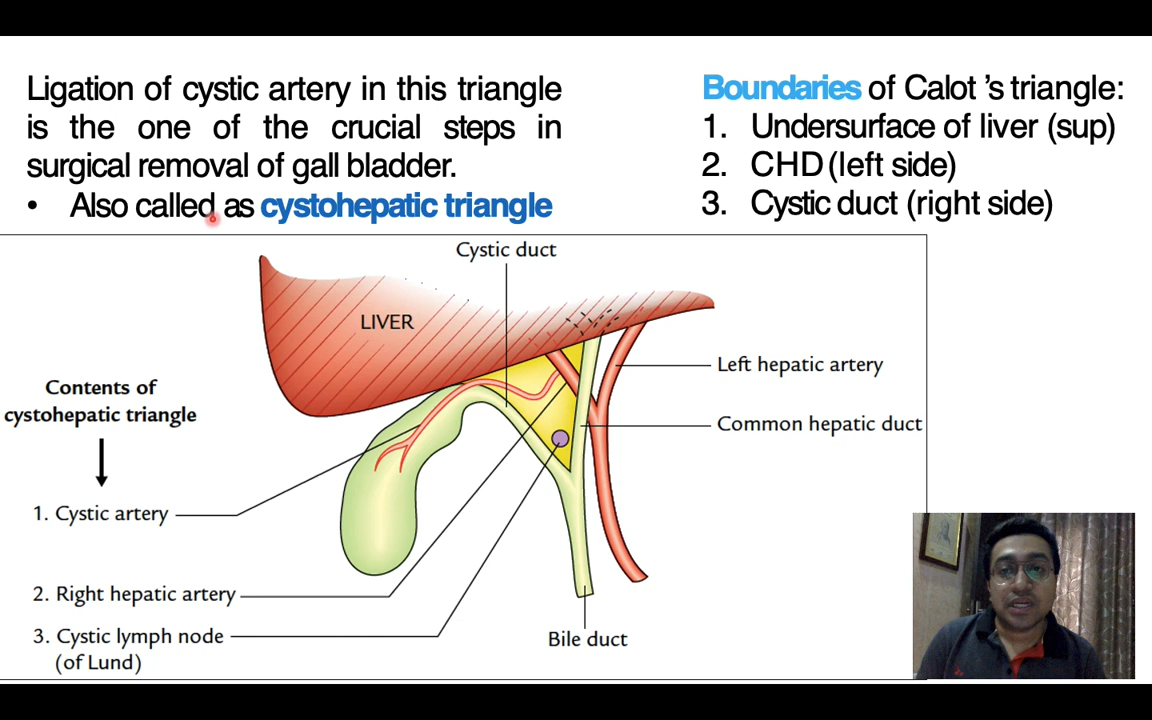 Ligation of cystic artery in this triangle
is the one of the crucial steps in
surgical removal of gall bladder.
• Also called as cystohepatic triangle
Boundaries of Calot 's triangle:
1. Undersurface of liver (sup)
2. CHD (left side)
3. Cystic duct (right side)
Cystic duct
LIVER
Left hepatic artery
Common hepatic duct
Contents of
cystohepatic triangle
1. Cystic artery
2. Right hepatic artery
3. Cystic lymph node
(of Lund)
Bile duct